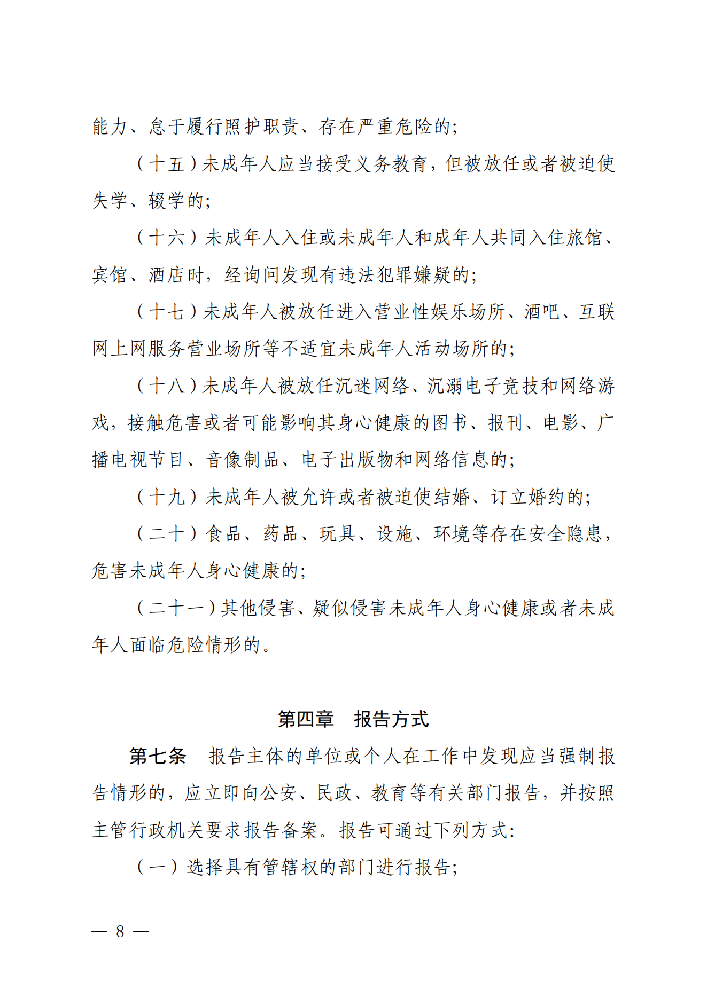 能力、怠于履行照护职责、存在严重危险的；
（十五）未成年人应当接受义务教育，但被放任或者被迫使
失学、辍学的；
（十六）未成年人入住或未成年人和成年人共同入住旅馆、
宾馆、酒店时，经询问发现有违法犯罪嫌疑的；
（十七）未成年人被放任进入营业性娱乐场所、酒吧、互联
网上网服务营业场所等不适宜未成年人活动场所的；
（十八）未成年人被放任沉迷网络、沉溺电子竞技和网络游
戏，接触危害或者可能影响其身心健康的图书、报刊、电影、广
播电视节目、音像制品、电子出版物和网络信息的；
（十九）未成年人被允许或者被迫使结婚、订立婚约的；
（二十）食品、药品、玩具、设施、环境等存在安全隐患，
危害未成年人身心健康的；
（二十一）其他侵害、疑似侵害未成年人身心健康或者未成
年人面临危险情形的。
第四章　报告方式
第七条　报告主体的单位或个人在工作中发现应当强制报
告情形的，应立即向公安、民政、教育等有关部门报告，并按照
主管行政机关要求报告备案。报告可通过下列方式：
（一）选择具有管辖权的部门进行报告；
— 8 —